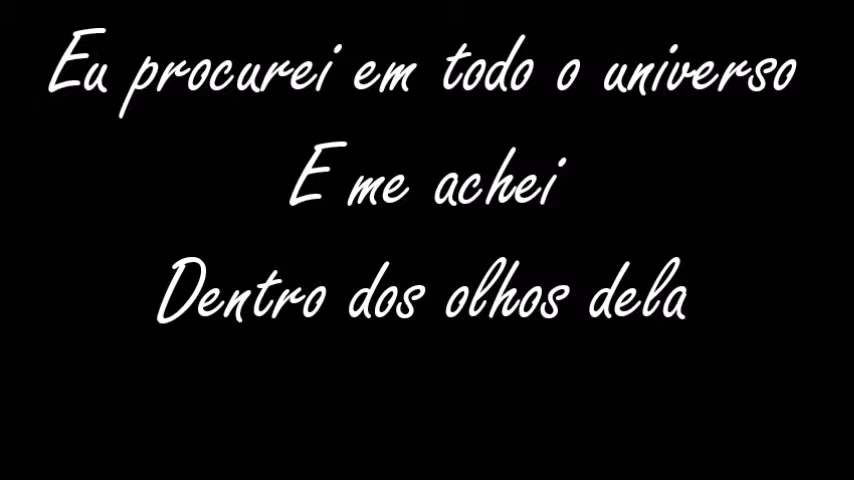 Eu procurei em todo o universo
E me achei
Dentro dos olhos dela